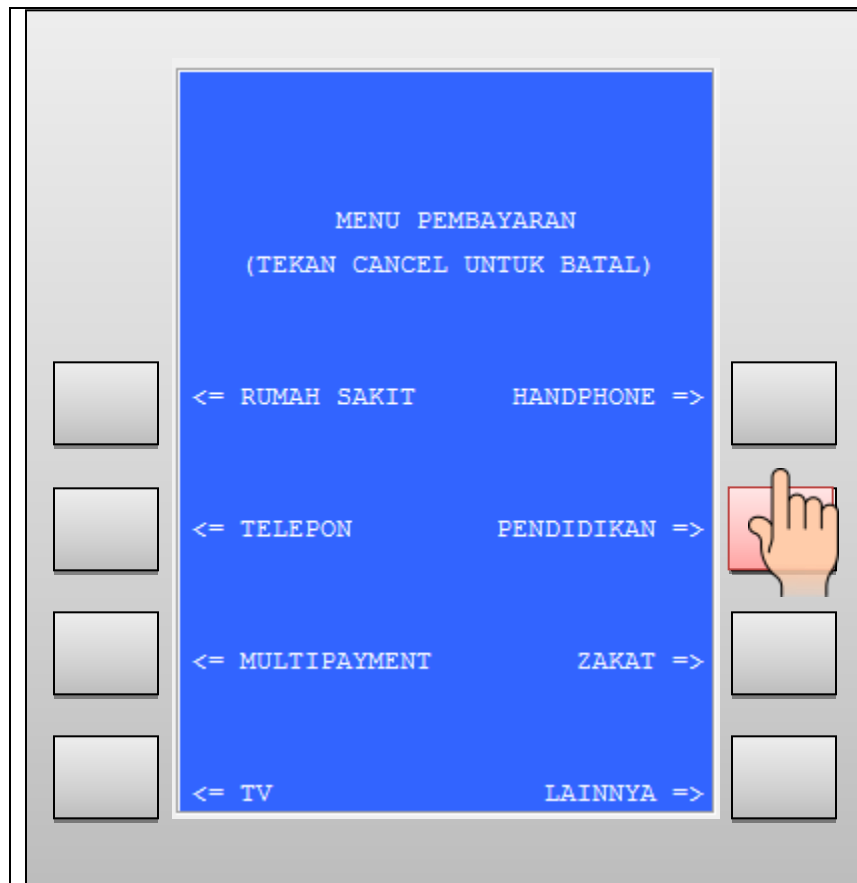 MENU PEMBAYARAN
(TEKAN CANCEL UNTUK BATAL)
<= RUMAH SAKIT HANDPHONE =>
<= TELEPON PENDIDIKAN =>
<= MULTIPAYMENT ZAKAT =>
<= TV LAINNYA =>